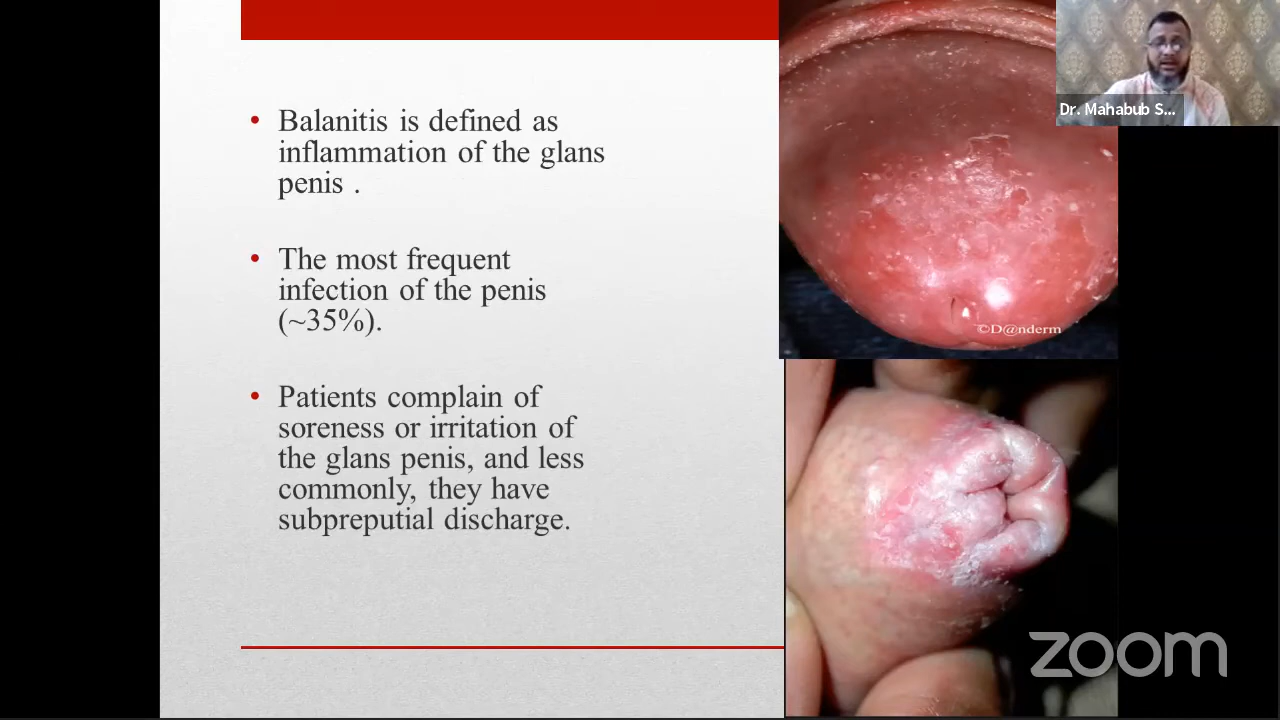 Balanitis is defined as
inflammation of the glans
penis .
The most frequent
infection of the penis
(~35%).
Patients complain of
soreness or irritation of
the glans penis, and less
commonly, they have
subpreputial discharge.
©D@nderm
Dr. Mahabub S...
zoom